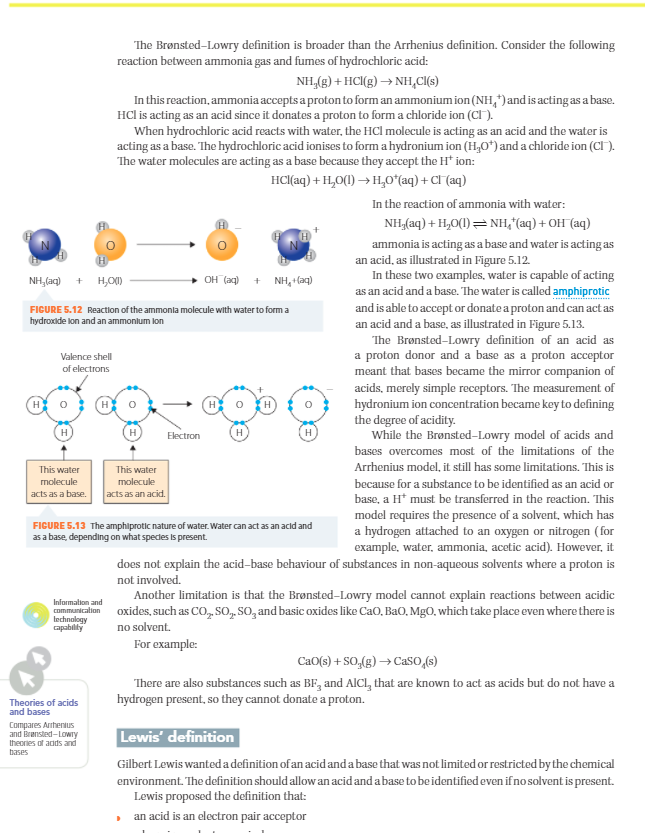 The Brønsted–Lowry definition is broader than the Arrhenius definition. Consider the following
reaction between ammonia gas and fumes of hydrochloric acid:
NH₃(g) + HCl(g) → NH₄Cl(s)
In this reaction, ammonia accepts a proton to form an ammonium ion (NH₄⁺) and is acting as a base.
HCl is acting as an acid since it donates a proton to form a chloride ion (Cl⁻).
When hydrochloric acid reacts with water, the HCl molecule is acting as an acid and the water is
acting as a base. The hydrochloric acid ionises to form a hydronium ion (H₃O⁺) and a chloride ion (Cl⁻).
The water molecules are acting as a base because they accept the H⁺ ion:
HCl(aq) + H₂O(l) → H₃O⁺(aq) + Cl⁻(aq)
In the reaction of ammonia with water:
NH₃(aq) + H₂O(l) ⇌ NH₄⁺(aq) + OH⁻(aq)
ammonia is acting as a base and water is acting as
an acid, as illustrated in Figure 5.12.
In these two examples, water is capable of acting
as an acid and a base. The water is called amphiprotic
and is able to accept or donate a proton and can act as
an acid and a base, as illustrated in Figure 5.13.
The Brønsted–Lowry definition of an acid as
a proton donor and a base as a proton acceptor
meant that bases became the mirror companion of
acids, merely simple receptors. The measurement of
hydronium ion concentration became key to defining
the degree of acidity.
While the Brønsted–Lowry model of acids and
bases overcomes most of the limitations of the
Arrhenius model, it still has some limitations. This is
because for a substance to be identified as an acid or
base, a H⁺ must be transferred in the reaction. This
model requires the presence of a solvent, which has
a hydrogen attached to an oxygen or nitrogen (for
example, water, ammonia, acetic acid). However, it
does not explain the acid–base behaviour of substances in non-aqueous solvents where a proton is
not involved.
Another limitation is that the Brønsted–Lowry model cannot explain reactions between acidic
oxides, such as CO₂, SO₂, SO₃ and basic oxides like CaO, BaO, MgO, which take place even where there is
no solvent.
For example:
CaO(s) + SO₃(g) → CaSO₄(s)
There are also substances such as BF₃ and AlCl₃ that are known to act as acids but do not have a
hydrogen present, so they cannot donate a proton.
Lewis' definition
Gilbert Lewis wanted a definition of an acid and a base that was not limited or restricted by the chemical
environment. The definition should allow an acid and a base to be identified even if no solvent is present.
Lewis proposed the definition that:
an acid is an electron pair acceptor
H N H H
H O H
H O −
H N H H H +
NH₃(aq) + H₂O(l) → OH⁻(aq) + NH₄+(aq)
FIGURE 5.12 Reaction of the ammonia molecule with water to form a
hydroxide ion and an ammonium ion
Valence shell
of electrons
H O H
H O H
H O H H +
O H −
Electron
This water
molecule
acts as a base.
This water
molecule
acts as an acid.
FIGURE 5.13 The amphiprotic nature of water. Water can act as an acid and
as a base, depending on what species is present.
Information and
communication
technology
capability
Theories of acids
and bases
Compares Arrhenius
and Brønsted–Lowry
theories of acids and
bases